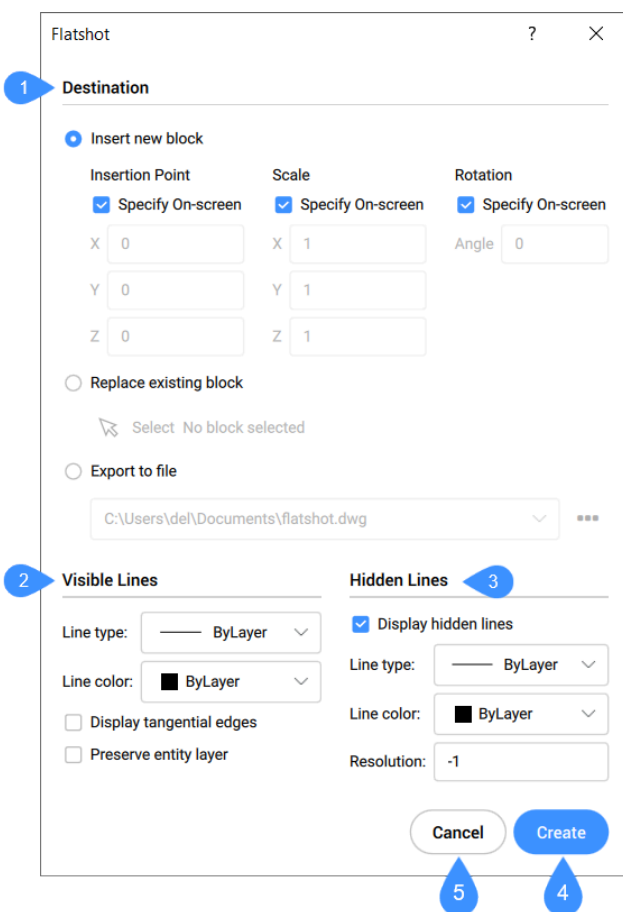 Flatshot ? ×
1 Destination
Insert new block
Insertion Point Scale Rotation
Specify On-screen Specify On-screen Specify On-screen
X 0 X 1 Angle 0
Y 0 Y 1
Z 0 Z 1
Replace existing block
Select No block selected
Export to file
C:\Users\del\Documents\flatshot.dwg
2 Visible Lines
Line type: ByLayer
Line color: ByLayer
Display tangential edges
Preserve entity layer
Hidden Lines 3
Display hidden lines
Line type: ByLayer
Line color: ByLayer
Resolution: -1
Cancel Create
5 4